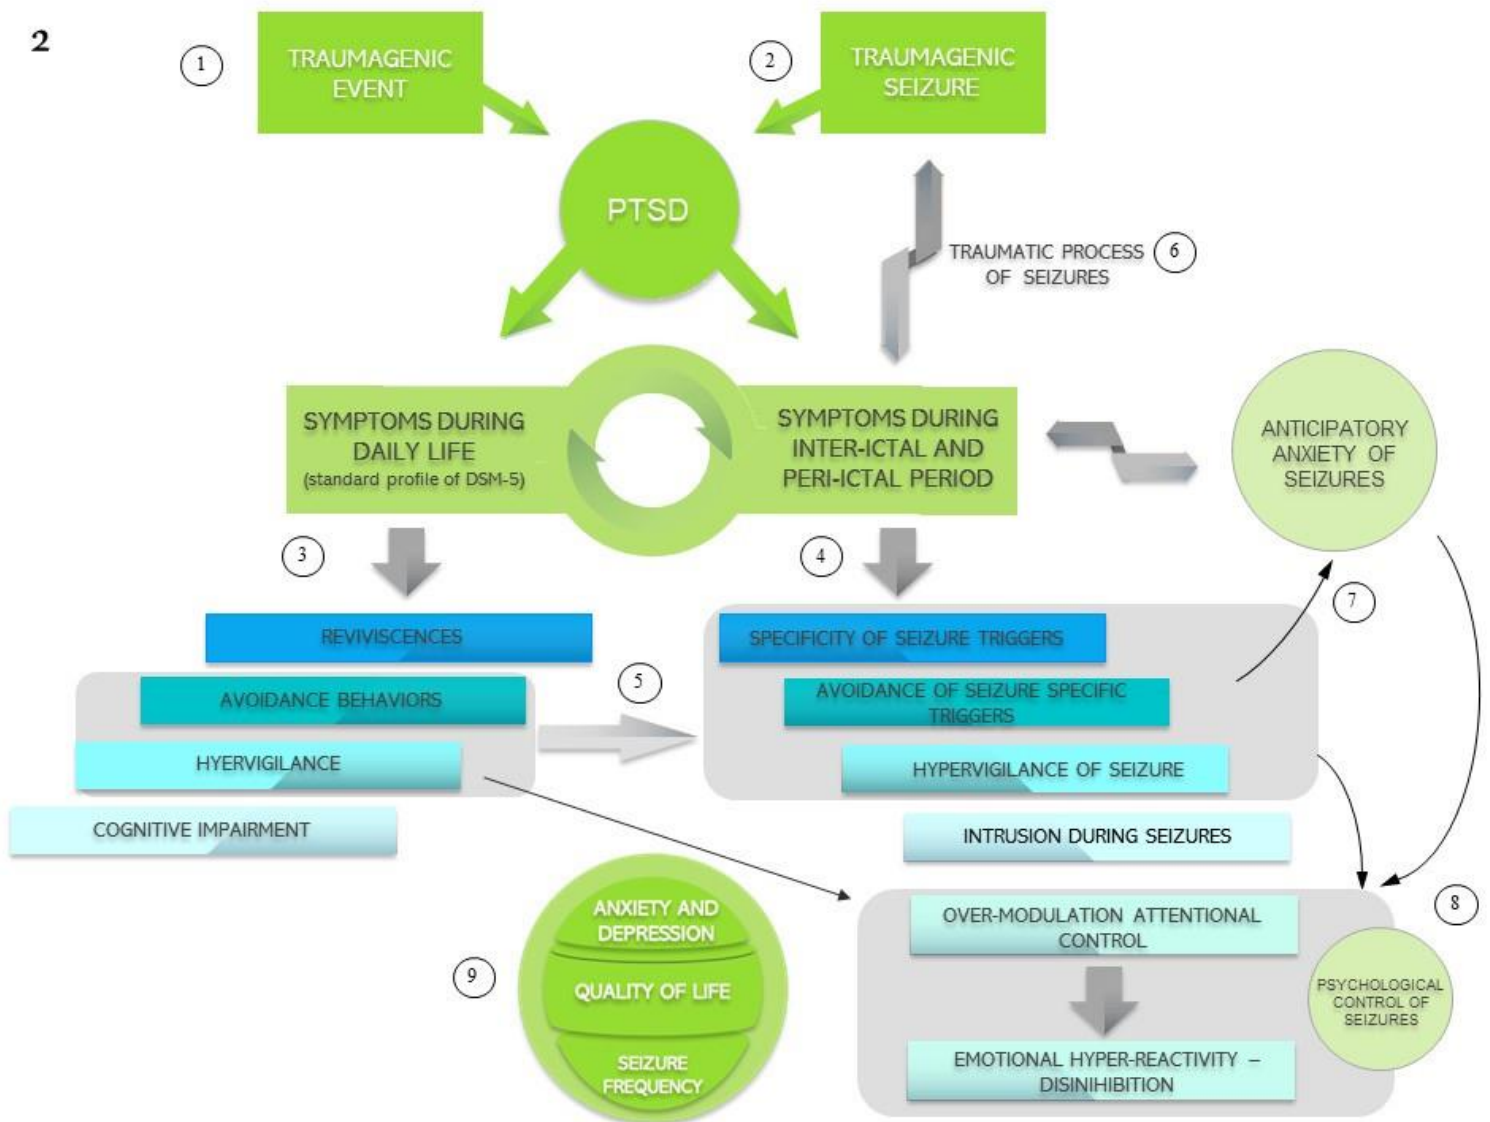 2
1
TRAUMAGENIC
EVENT
2
TRAUMAGENIC
SEIZURE
PTSD
TRAUMATIC PROCESS
OF SEIZURES
6
SYMPTOMS DURING
DAILY LIFE
(standard profile of DSM-5)
SYMPTOMS DURING
INTER-ICTAL AND
PERI-ICTAL PERIOD
ANTICIPATORY
ANXIETY OF
SEIZURES
3
4
7
REVIVISCENCES
AVOIDANCE BEHAVIORS
HYERVIGILANCE
COGNITIVE IMPAIRMENT
5
SPECIFICITY OF SEIZURE TRIGGERS
AVOIDANCE OF SEIZURE SPECIFIC
TRIGGERS
HYPERVIGILANCE OF SEIZURE
INTRUSION DURING SEIZURES
8
OVER-MODULATION ATTENTIONAL
CONTROL
EMOTIONAL HYPER-REACTIVITY –
DISINIHIBITION
PSYCHOLOGICAL
CONTROL OF
SEIZURES
9
ANXIETY AND
DEPRESSION
QUALITY OF LIFE
SEIZURE
FREQUENCY